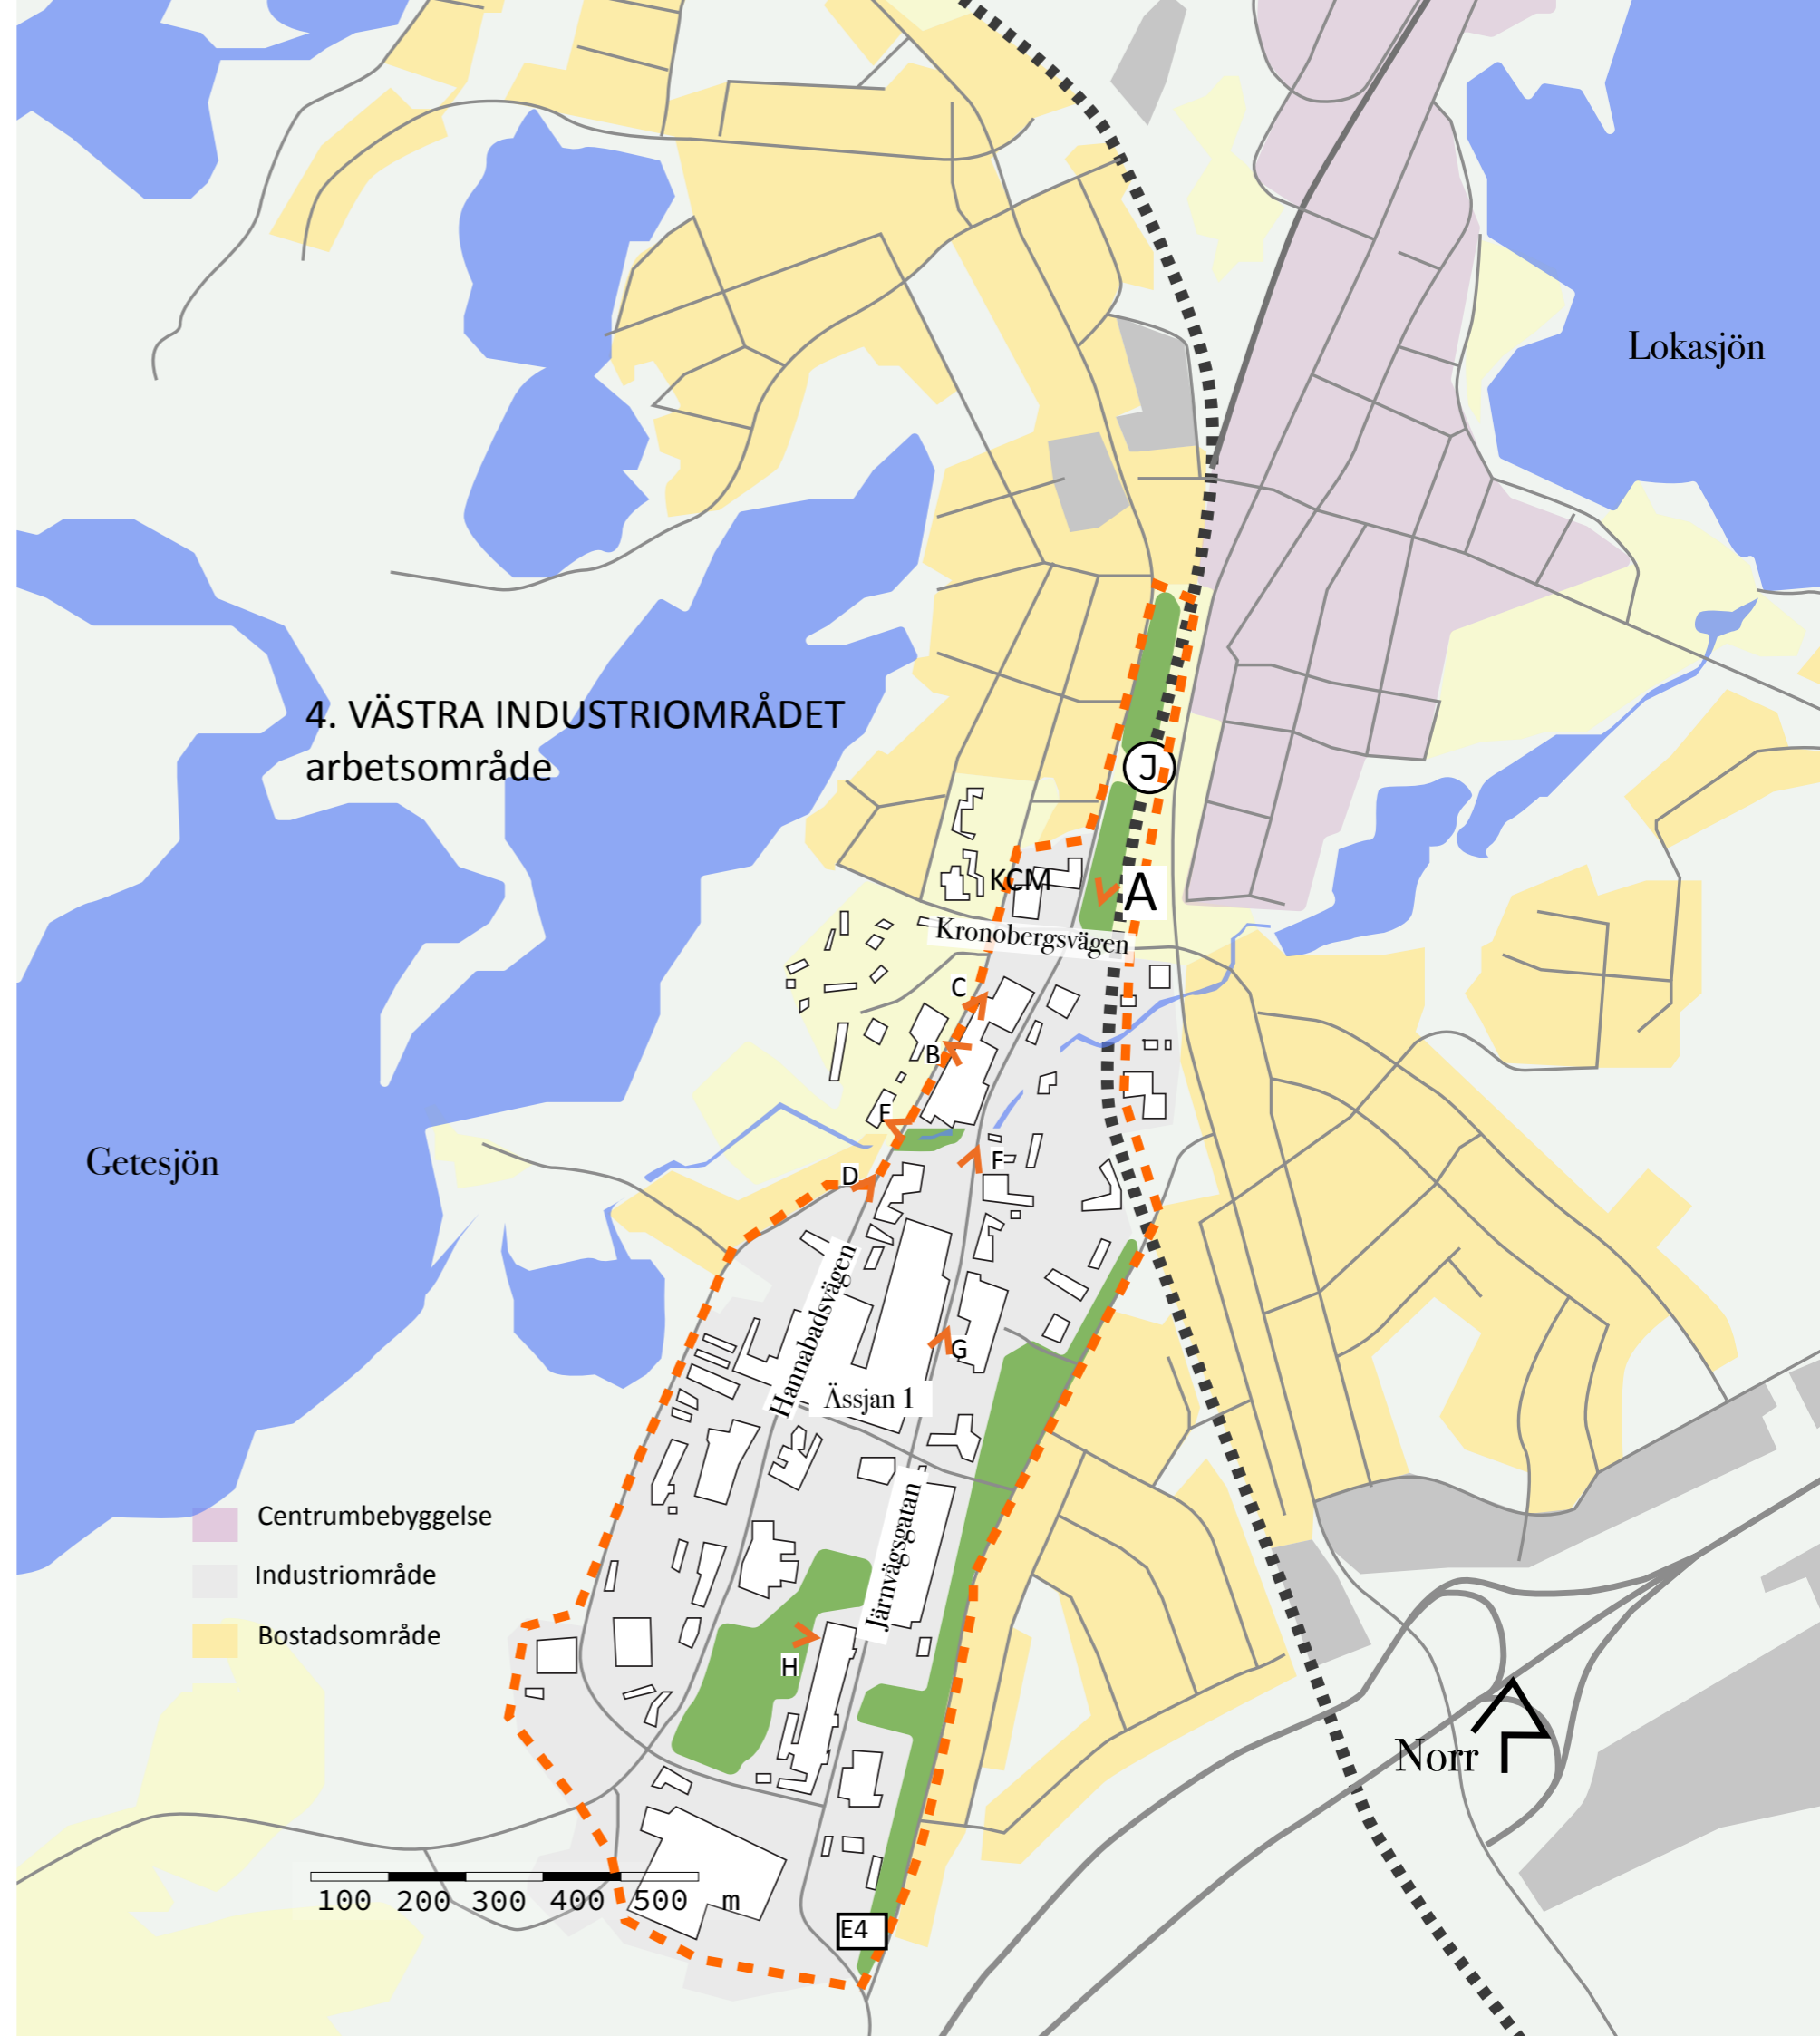 Lokasjön
4. VÄSTRA INDUSTRIOMRÅDET
arbetsområde
J
KCM
A
Kronobergsvägen
C
B
F
F
D
Getesjön
Hannabadsvägen
G
Ässjan 1
Järnvägsgatan
Centrumbebyggelse
Industriområde
Bostadsområde
H
Norr
100 200 300 400 500 m
E4